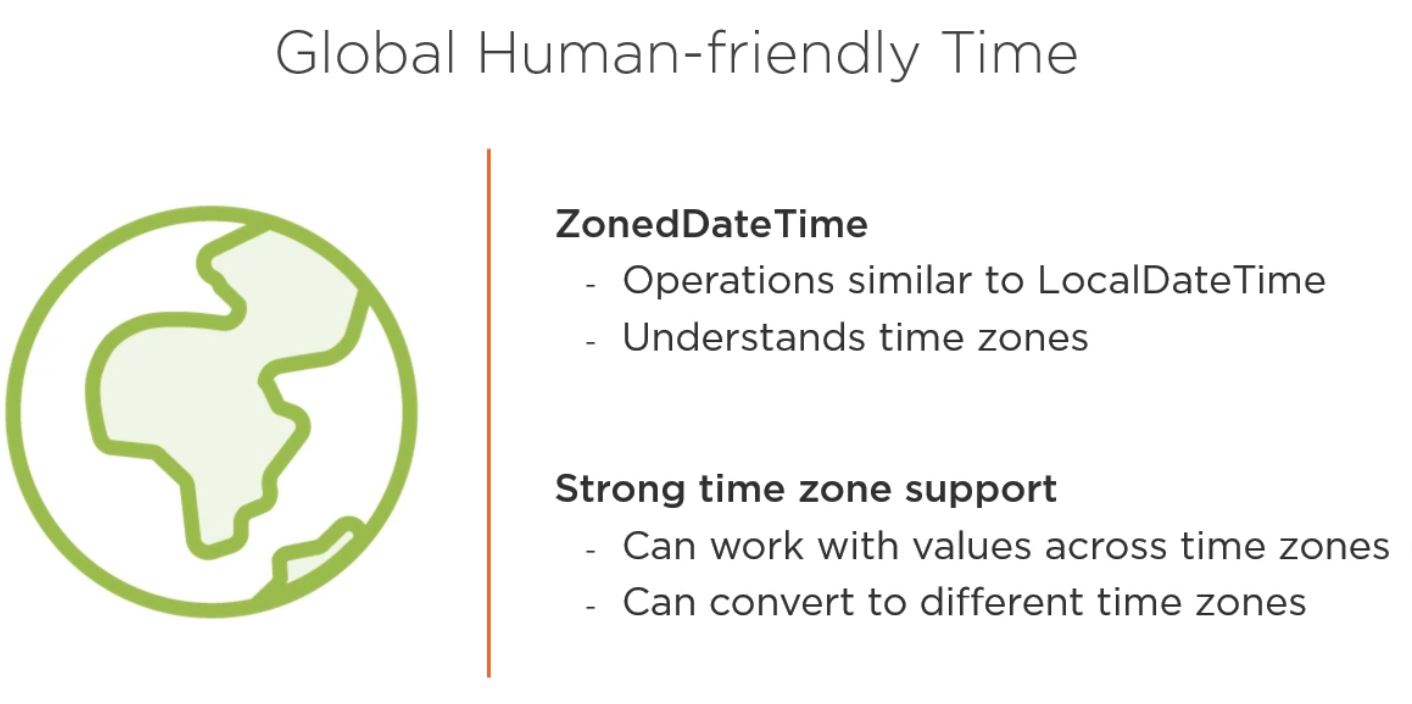 Global Human-friendly Time
ZonedDateTime
- Operations similar to LocalDateTime
- Understands time zones
Strong time zone support
- Can work with values across time zones
- Can convert to different time zones